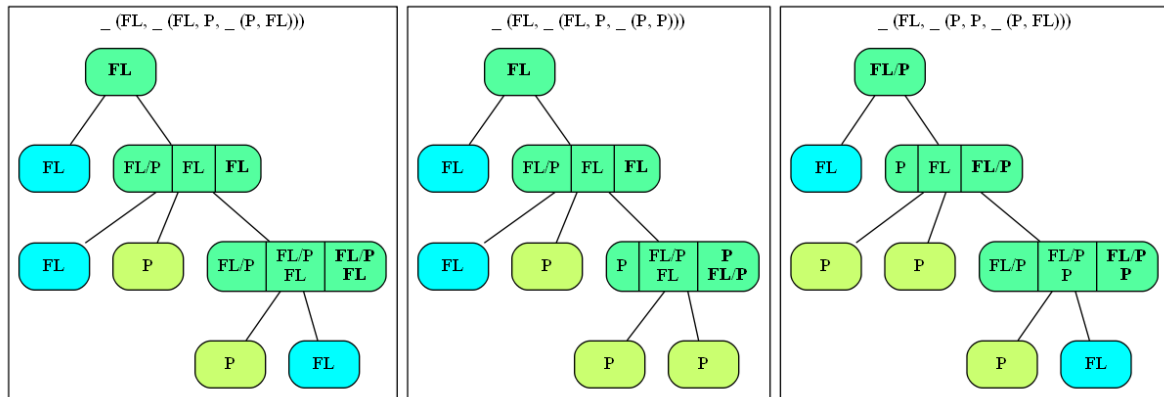 _ (FL, _ (FL, P, _ (P, FL)))
FL
FL
FL/P FL FL
FL
P
FL/P FL/P FL FL/P FL
P
FL
_ (FL, _ (FL, P, _ (P, P)))
FL
FL
FL/P FL FL
FL
P
P FL/P FL P FL/P
P
P
_ (FL, _ (P, P, _ (P, FL)))
FL/P
FL
P FL FL/P
P
P
FL/P FL/P P FL/P P
P
FL